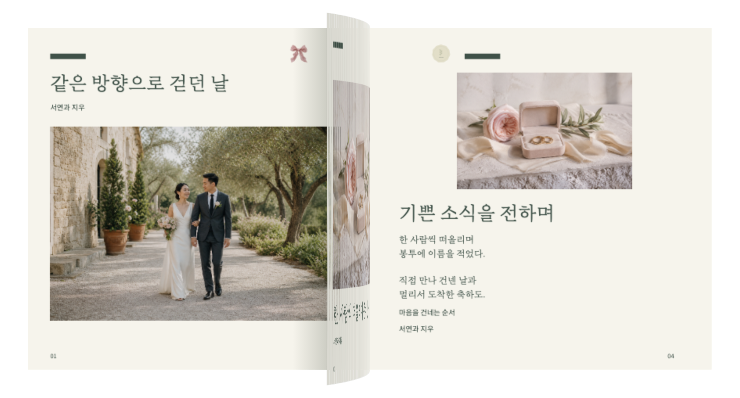 같은 방향으로 걷던 날
서연과 지우
01
기쁜 소식을 전하며
한 사람씩 떠올리며
봉투에 이름을 적었다.
직접 만나 건넨 날과
멀리서 도착한 축하도.
마음을 건네는 순서
서연과 지우
04